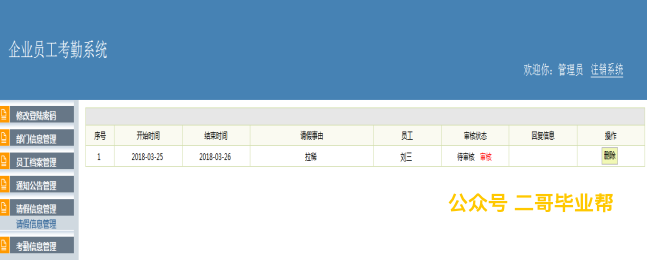 企业员工考勤系统
欢迎你：管理员 注销系统
修改登陆密码
部门信息管理
员工档案管理
通知公告管理
请假信息管理
请假信息管理
考勤信息管理
序号 开始时间 结束时间 请假事由 员工 审核状态 回复信息 操作
1 2018-03-25 2018-03-26 拉稀 刘三 待审核 审核 删除
公众号 二哥毕业帮